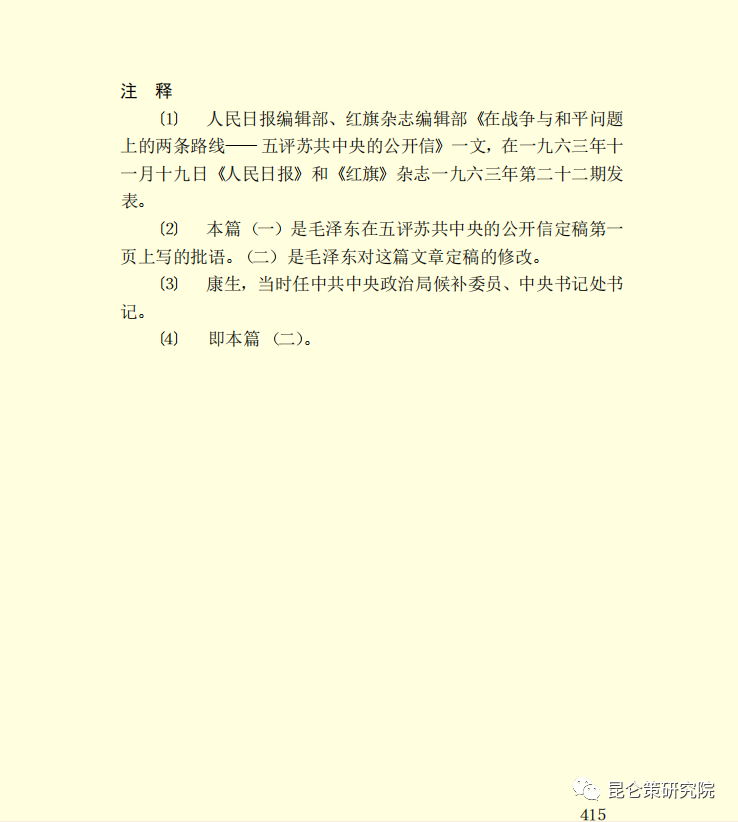 注 释
〔1〕 人民日报编辑部、红旗杂志编辑部《在战争与和平问题
上的两条路线——五评苏共中央的公开信》一文，在一九六三年十
一月十九日《人民日报》和《红旗》杂志一九六三年第二十二期发
表。
〔2〕 本篇（一）是毛泽东在五评苏共中央的公开信定稿第一
页上写的批语。（二）是毛泽东对这篇文章定稿的修改。
〔3〕 康生，当时任中共中央政治局候补委员、中央书记处书
记。
〔4〕 即本篇（二）。
昆仑策研究院
415